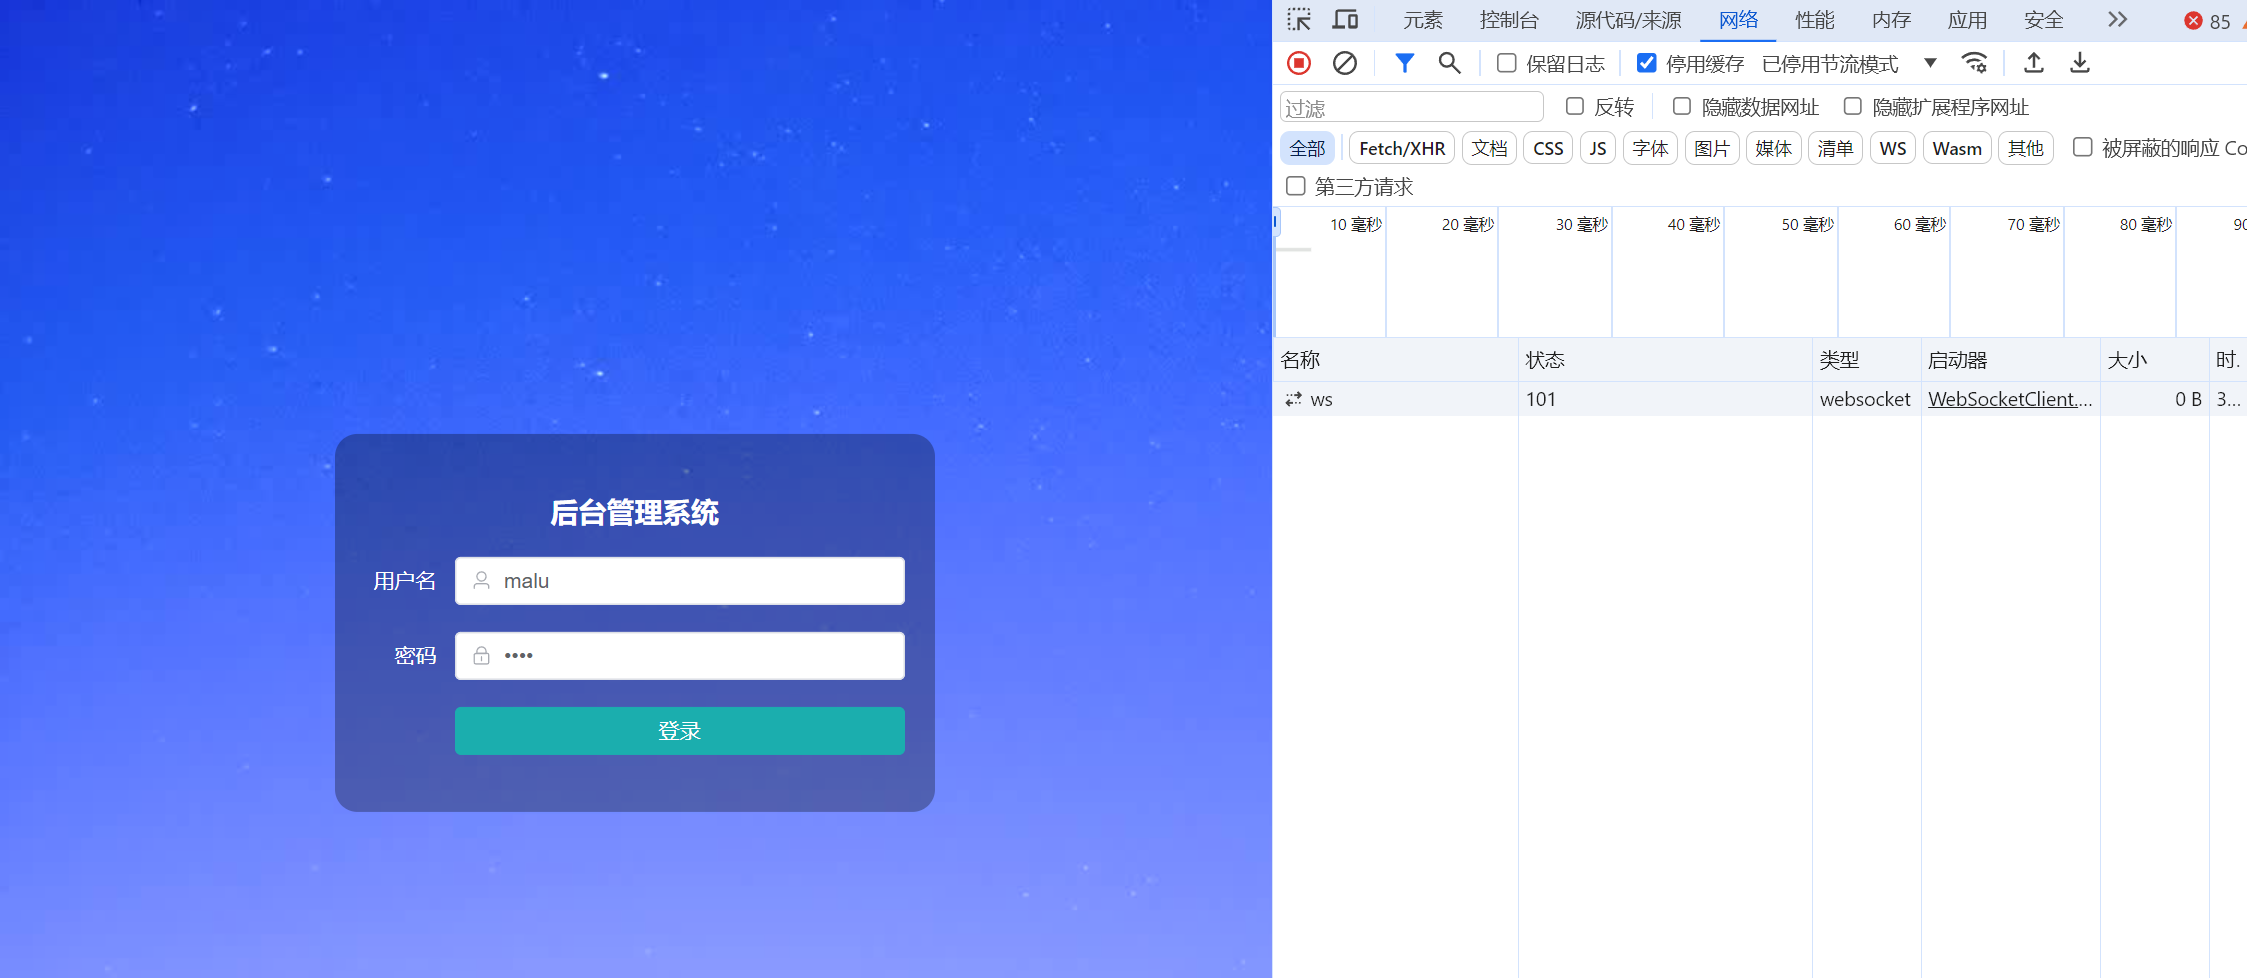 后台管理系统
用户名
malu
密码
••••
登录
元素 控制台 源代码/来源 网络 性能 内存 应用 安全 85
保留日志 停用缓存 已停用节流模式
过滤 反转 隐藏数据网址 隐藏扩展程序网址
全部 Fetch/XHR 文档 CSS JS 字体 图片 媒体 清单 WS Wasm 其他 被屏蔽的响应 Co
第三方请求
10 毫秒 20 毫秒 30 毫秒 40 毫秒 50 毫秒 60 毫秒 70 毫秒 80 毫秒 90
名称 状态 类型 启动器 大小 时.
ws 101 websocket WebSocketClient.... 0 B 3...